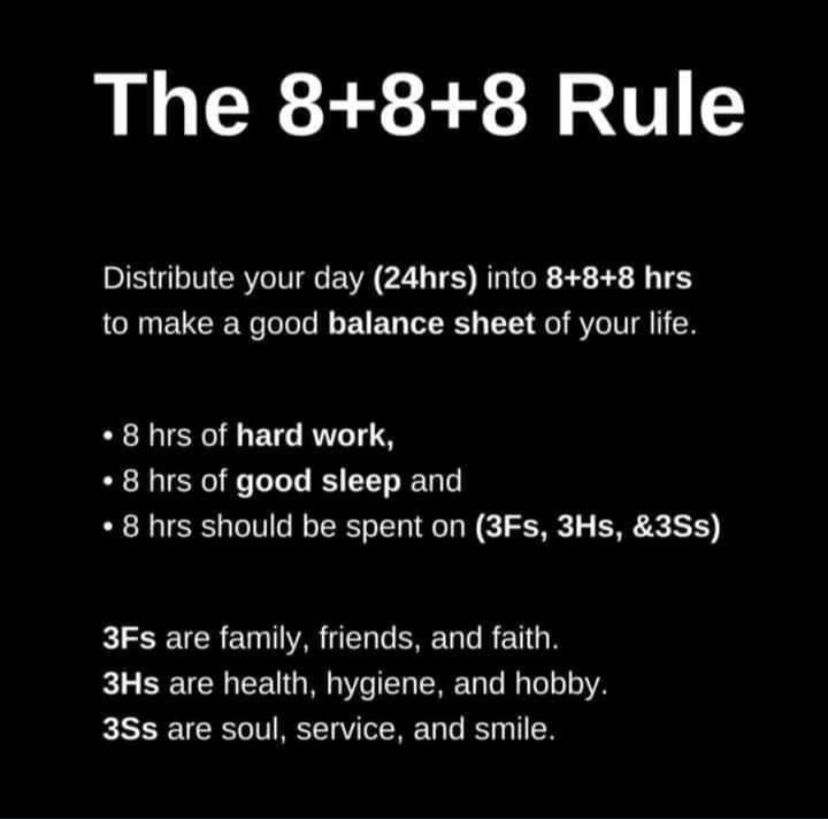 The 8+8+8 Rule
Distribute your day (24hrs) into 8+8+8 hrs
to make a good balance sheet of your life.
• 8 hrs of hard work,
• 8 hrs of good sleep and
• 8 hrs should be spent on (3Fs, 3Hs, &3Ss)
3Fs are family, friends, and faith.
3Hs are health, hygiene, and hobby.
3Ss are soul, service, and smile.